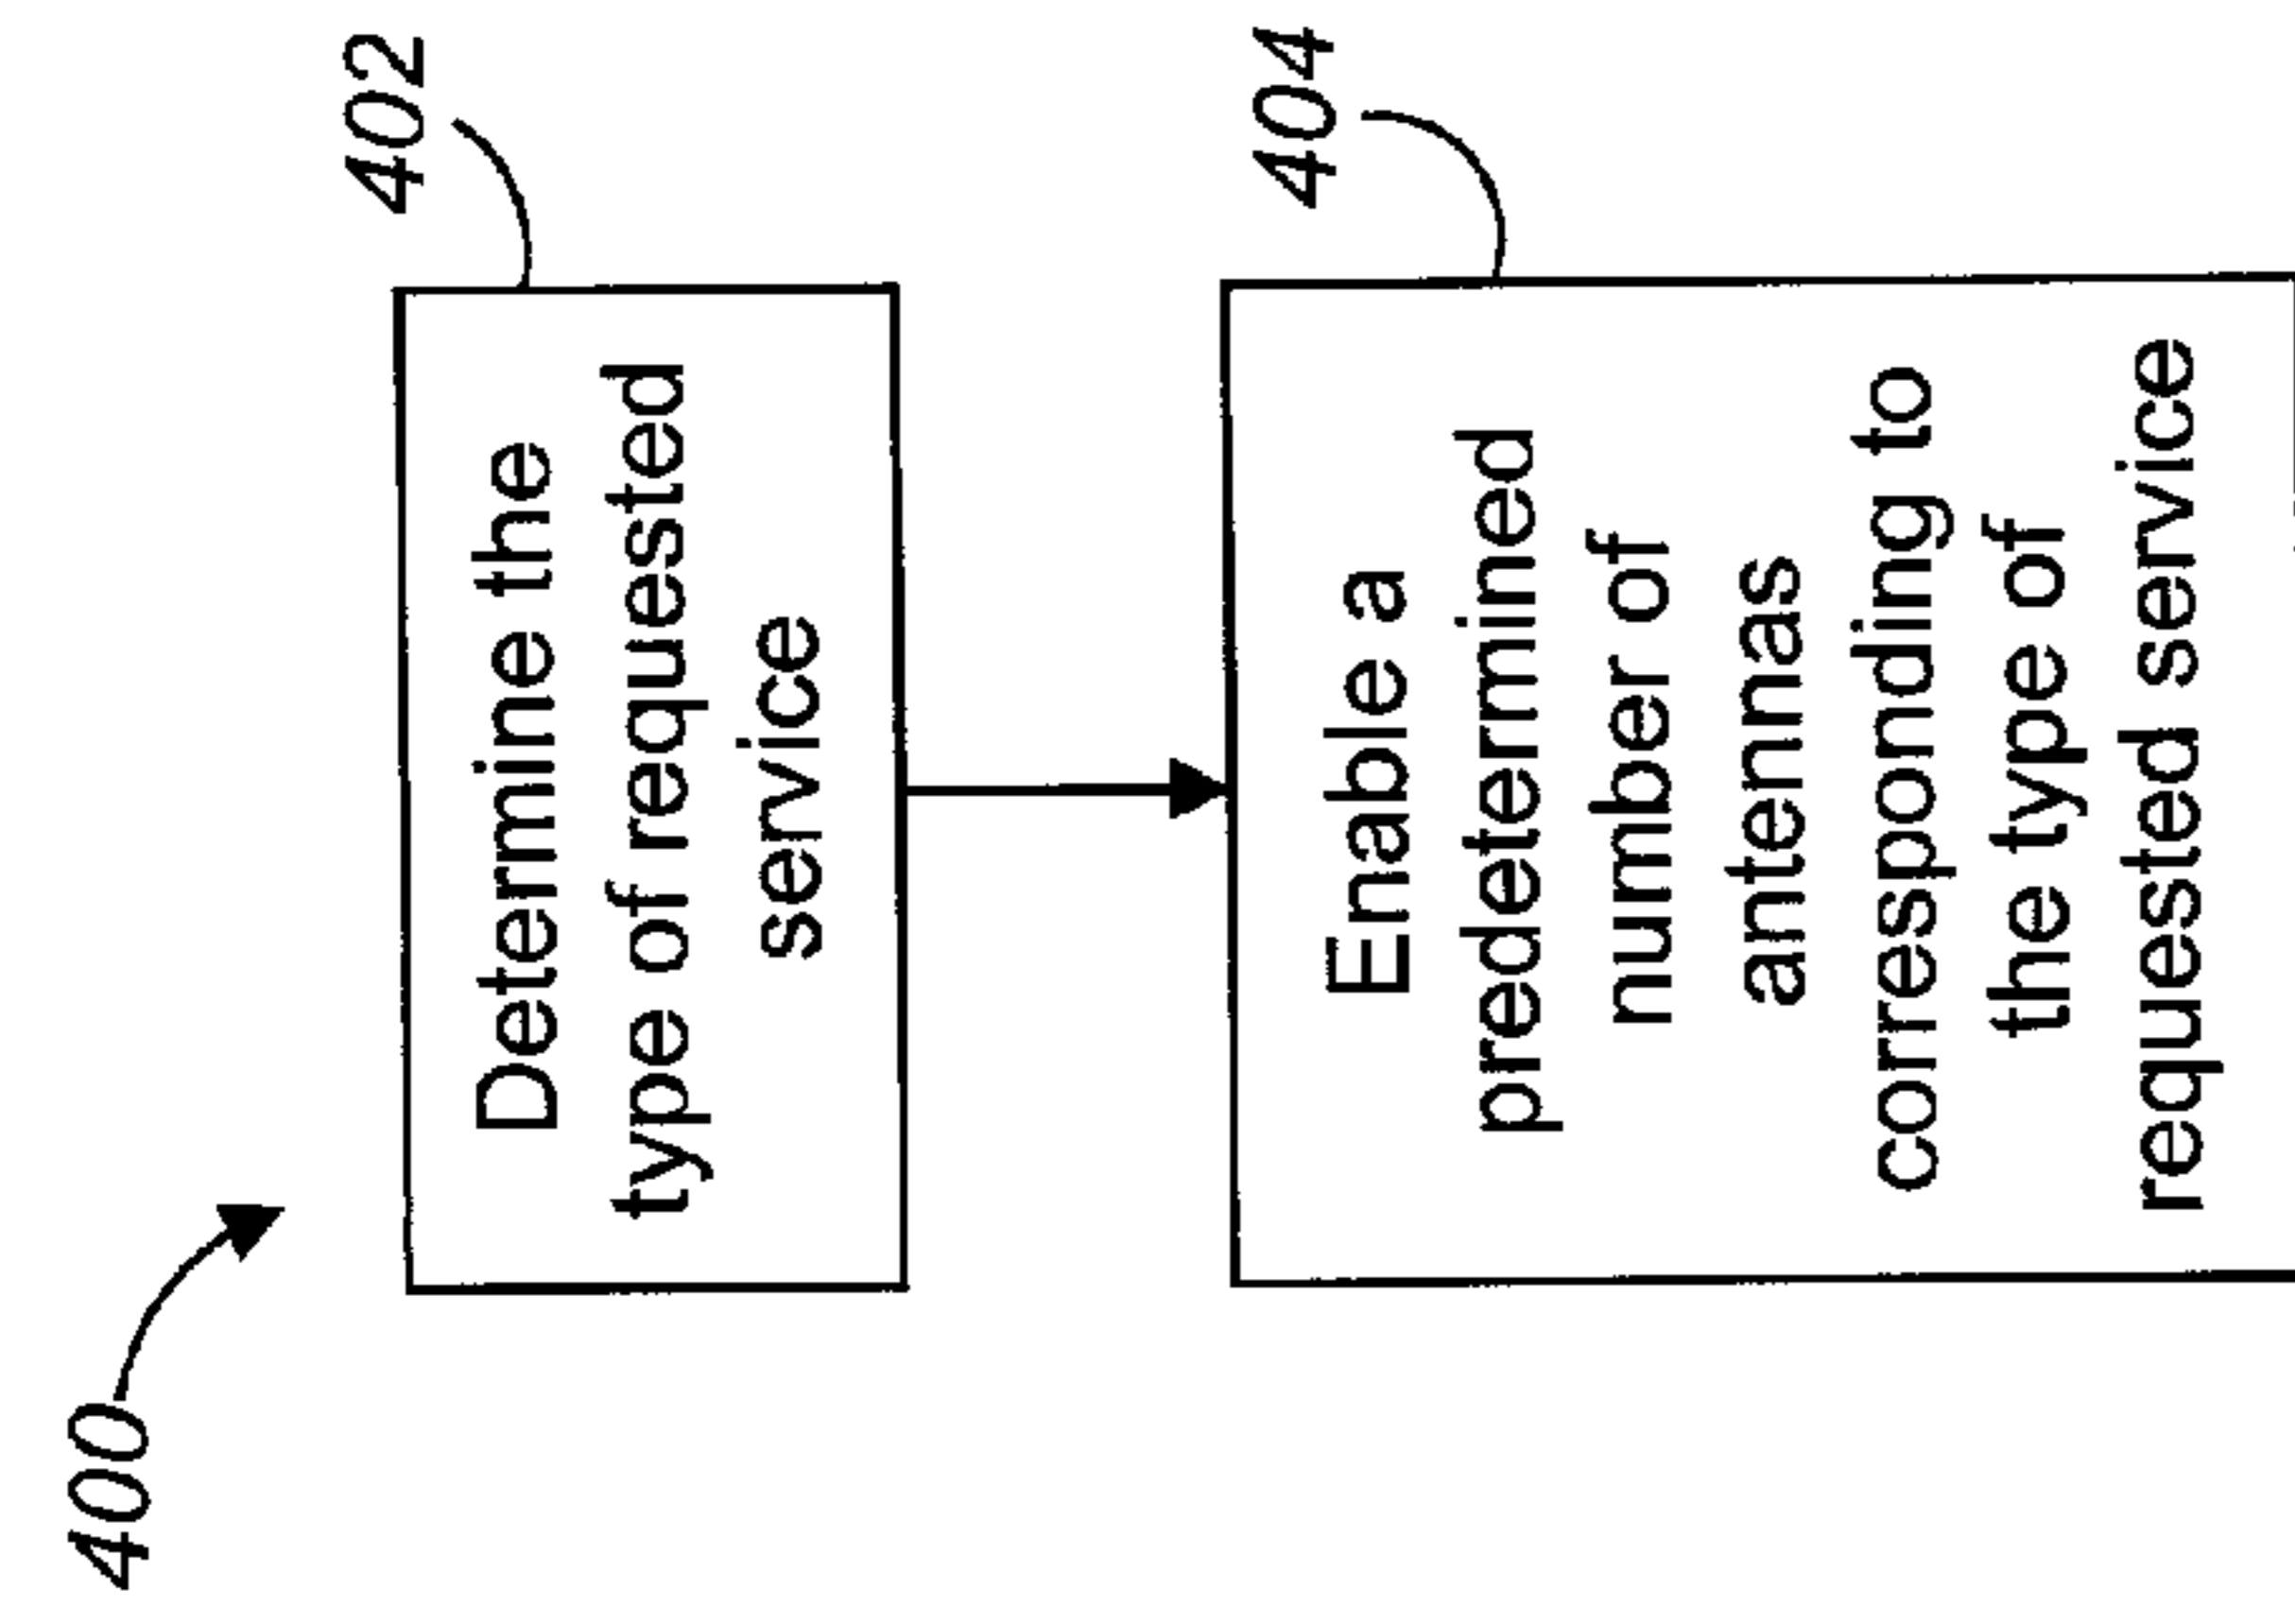 400
402
Determine the
type of requested
service
404
Enable a
predetermined
number of
antennas
corresponding to
the type of
requested service